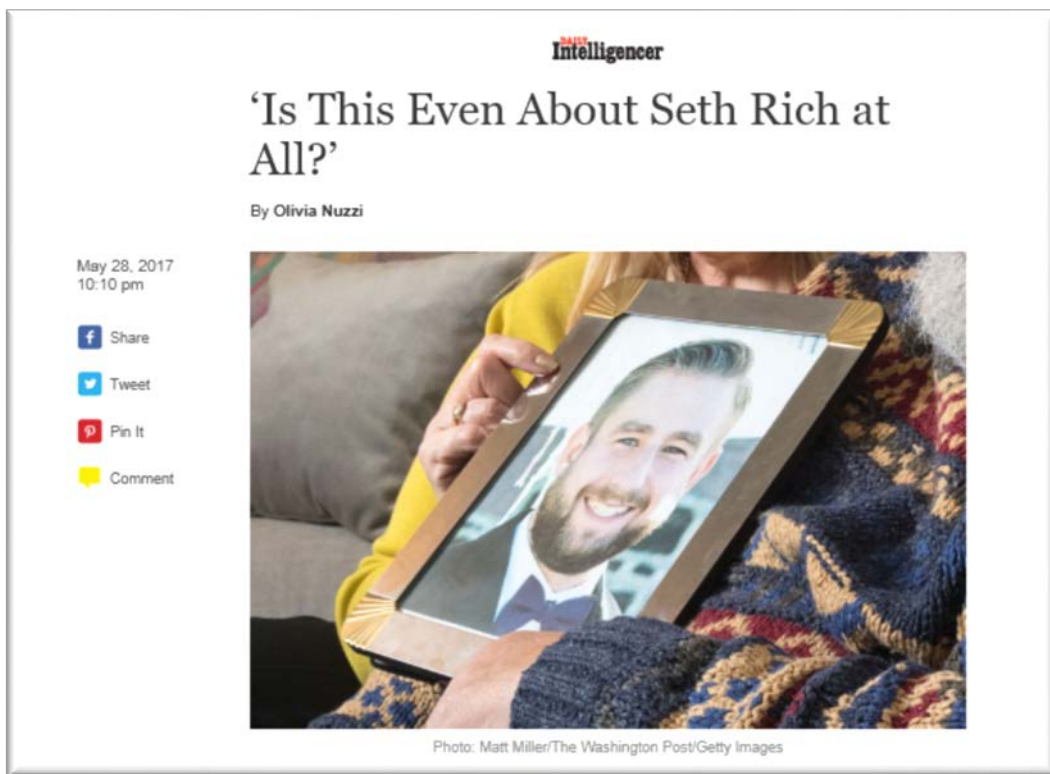 DAILY
Intelligencer
‘Is This Even About Seth Rich at
All?’
By Olivia Nuzzi
May 28, 2017
10:10 pm
Share
Tweet
Pin It
Comment
Photo: Matt Miller/The Washington Post/Getty Images